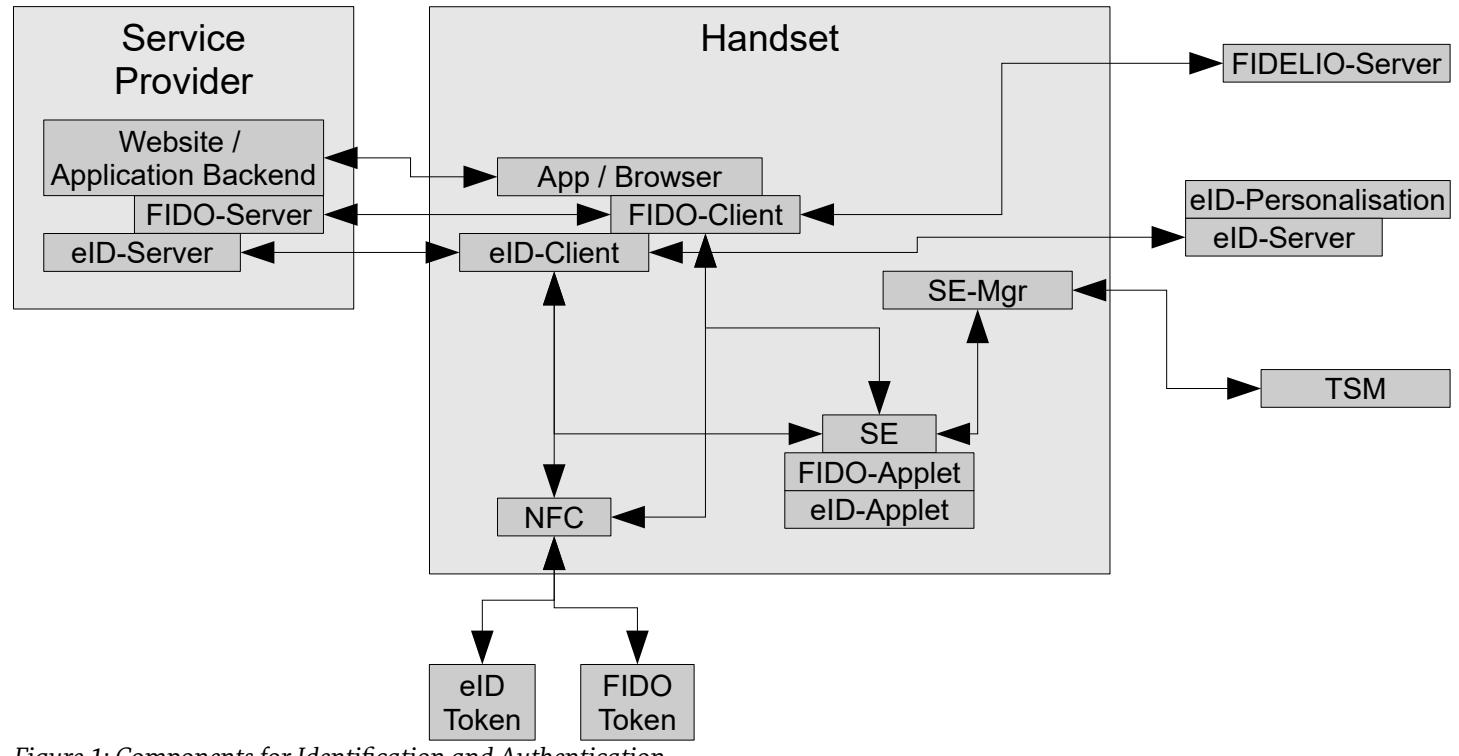 Service
Provider
Website /
Application Backend
FIDO-Server
eID-Server
Handset
App / Browser
FIDO-Client
eID-Client
SE-Mgr
SE
FIDO-Applet
eID-Applet
NFC
FIDELIO-Server
eID-Personalisation
eID-Server
TSM
eID
Token
FIDO
Token
Figure 1: Components for Identification and Authentication